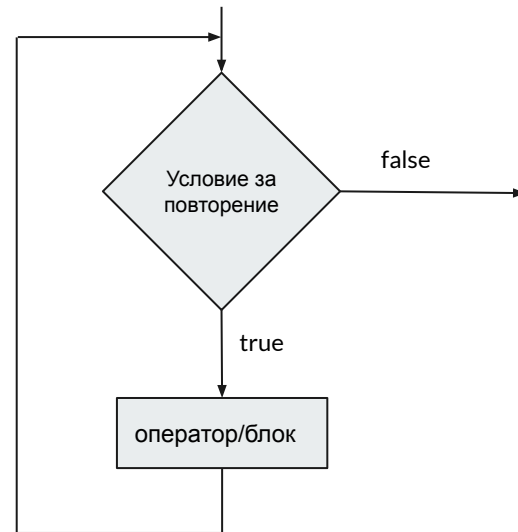 Условие за
повторение
false
true
оператор/блок